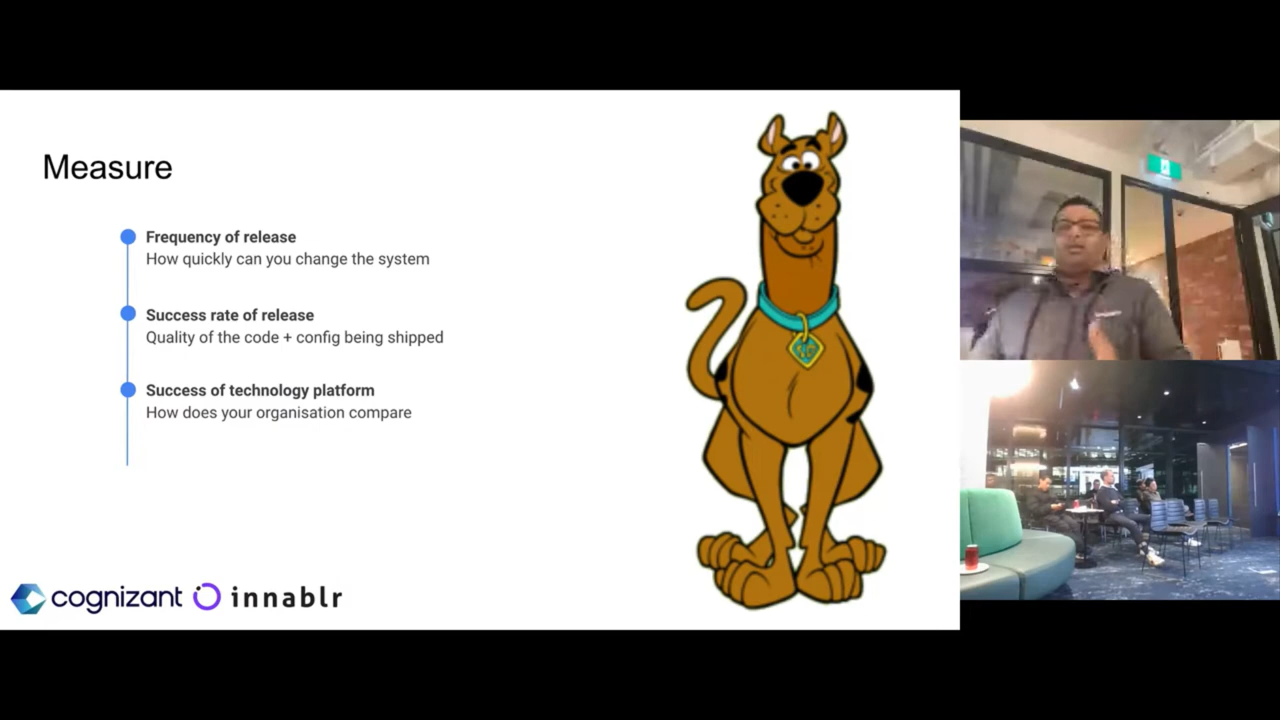 Measure
Frequency of release
How quickly can you change the system
Success rate of release
Quality of the code + config being shipped
Success of technology platform
How does your organisation compare
cognizant innablr